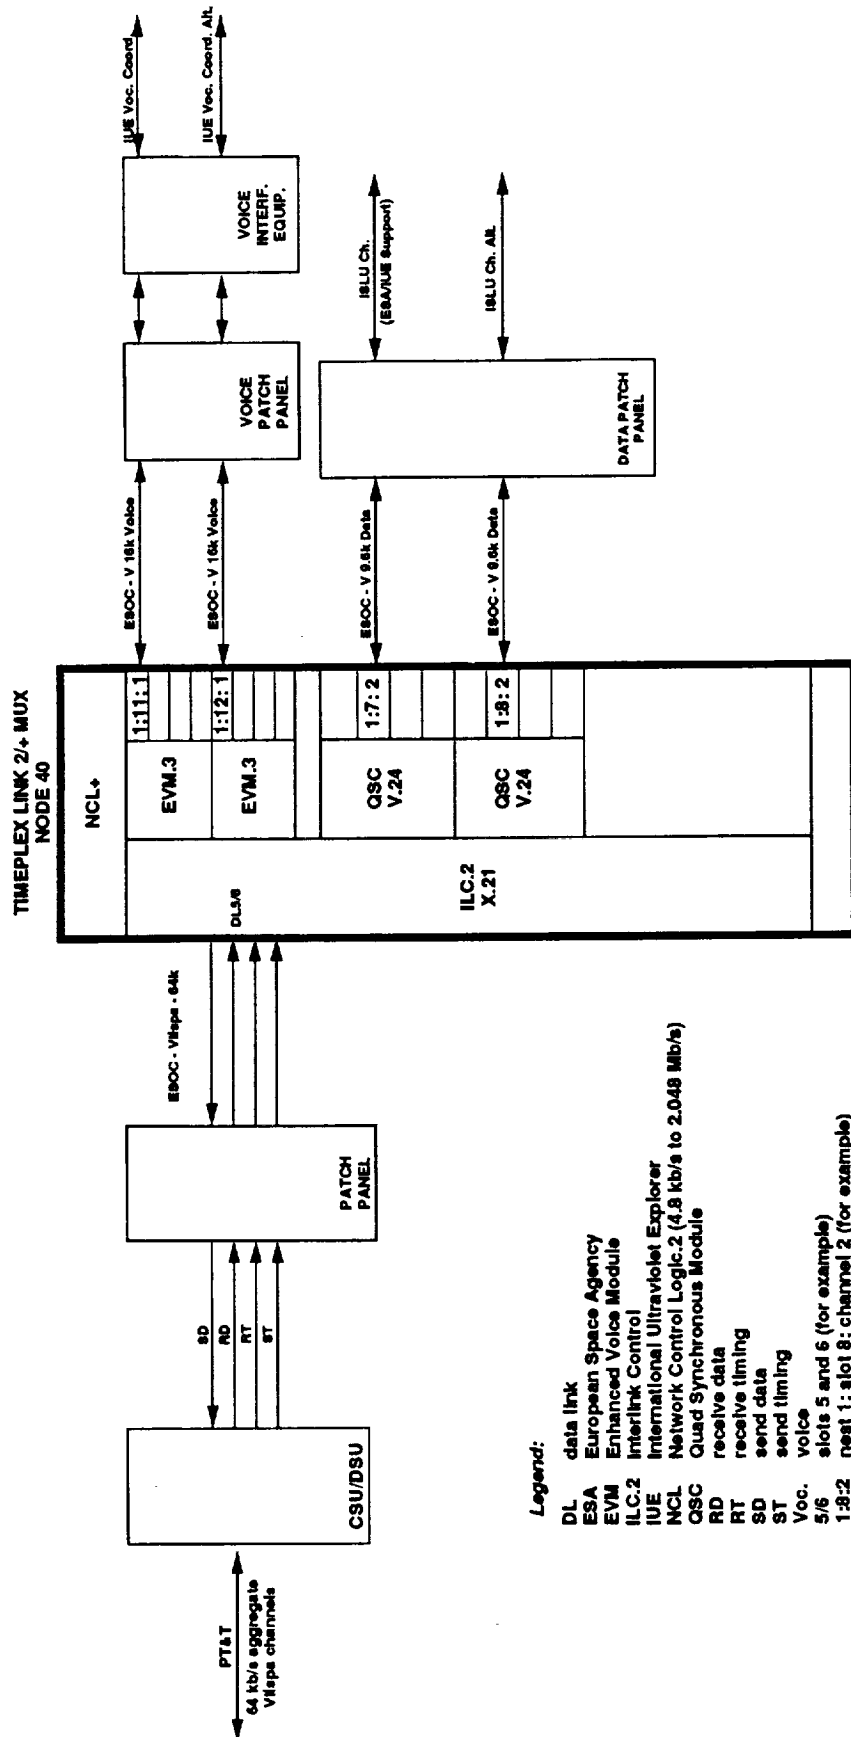 TIMEPLEX LINK 2/+ MUX
NODE 40
NCL+
EVM.3
EVM.3
1:11: 1
1:12: 1
QSC
V.24
QSC
V.24
1:7: 2
1:8: 2
ILC.2
X.21
DL5/6
ESOC - V 16k Voice
ESOC - V 16k Voice
ESOC - V 9.6k Data
ESOC - V 9.6k Data
VOICE
PATCH
PANEL
VOICE
INTERF.
EQUIP.
IUE Voc. Coord.
IUE Voc. Coord. Alt.
DATA PATCH
PANEL
ISLU Ch.
(ESA/IUE Support)
ISLU Ch. Alt.
ESOC - Vilspa - 64k
PATCH
PANEL
SD
RD
RT
ST
CSU/DSU
PT&T
64 kb/s aggregate
Vilspa channels
Legend:
DL data link
ESA European Space Agency
EVM Enhanced Voice Module
ILC.2 Interlink Control
IUE International Ultraviolet Explorer
NCL Network Control Logic.2 (4.8 kb/s to 2.048 Mb/s)
QSC Quad Synchronous Module
RD receive data
RT receive timing
SD send data
ST send timing
Voc. voice
5/6 slots 5 and 6 (for example)
1:8:2 nest 1: slot 8: channel 2 (for example)